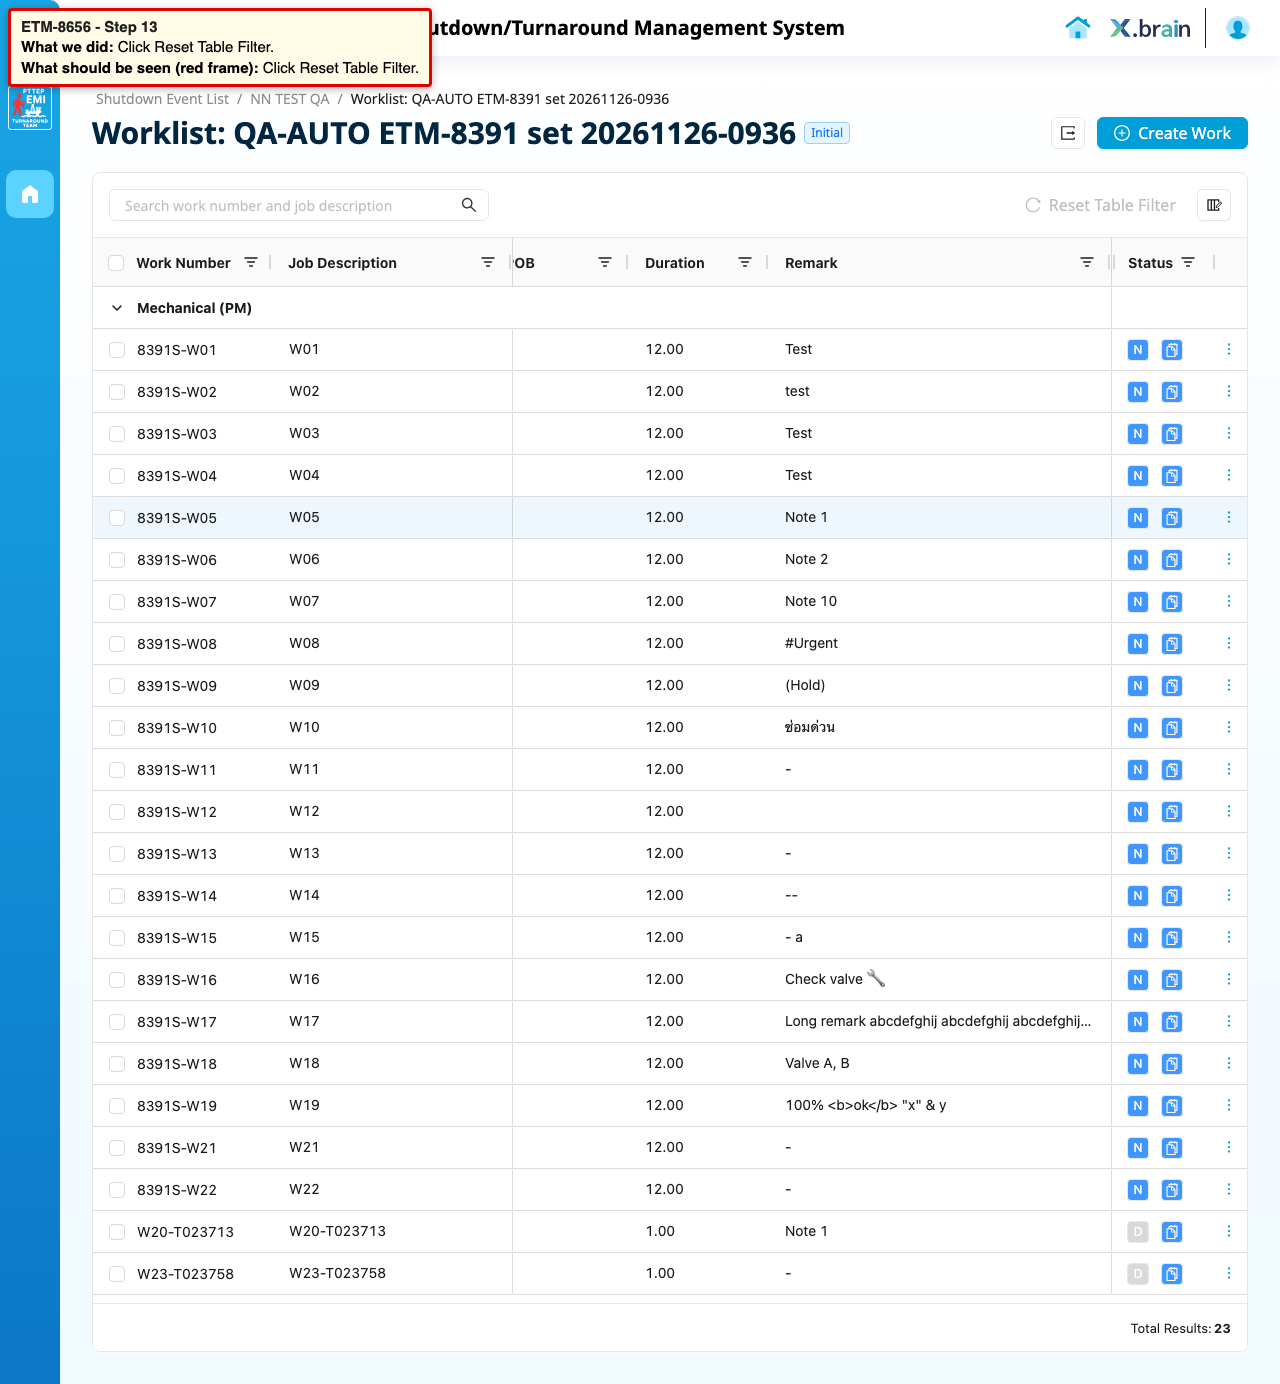 ETM-8656 - Step 13
What we did: Click Reset Table Filter.
What should be seen (red frame): Click Reset Table Filter.
utdown/Turnaround Management System
X.brain
PTTEP
EMI
TURNAROUND
TEAM
Shutdown Event List / NN TEST QA / Worklist: QA-AUTO ETM-8391 set 20261126-0936
Worklist: QA-AUTO ETM-8391 set 20261126-0936 Initial
Create Work
Search work number and job description
Reset Table Filter
Work Number Job Description OB Duration Remark Status
Mechanical (PM)
8391S-W01 W01 12.00 Test N
8391S-W02 W02 12.00 test N
8391S-W03 W03 12.00 Test N
8391S-W04 W04 12.00 Test N
8391S-W05 W05 12.00 Note 1 N
8391S-W06 W06 12.00 Note 2 N
8391S-W07 W07 12.00 Note 10 N
8391S-W08 W08 12.00 #Urgent N
8391S-W09 W09 12.00 (Hold) N
8391S-W10 W10 12.00 ซ่อมด่วน N
8391S-W11 W11 12.00 - N
8391S-W12 W12 12.00 N
8391S-W13 W13 12.00 - N
8391S-W14 W14 12.00 -- N
8391S-W15 W15 12.00 - a N
8391S-W16 W16 12.00 Check valve 🔧 N
8391S-W17 W17 12.00 Long remark abcdefghij abcdefghij abcdefghij... N
8391S-W18 W18 12.00 Valve A, B N
8391S-W19 W19 12.00 100% <b>ok</b> "x" & y N
8391S-W21 W21 12.00 - N
8391S-W22 W22 12.00 - N
W20-T023713 W20-T023713 1.00 Note 1 D
W23-T023758 W23-T023758 1.00 - D
Total Results: 23